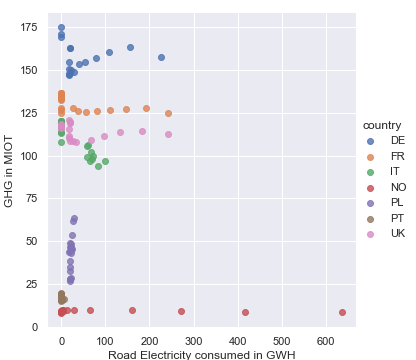 GHG in MIOT
175
150
125
100
75
50
25
0
0
100
200
300
400
500
600
Road Electricity consumed in GWH
country
DE
FR
IT
NO
PL
PT
UK